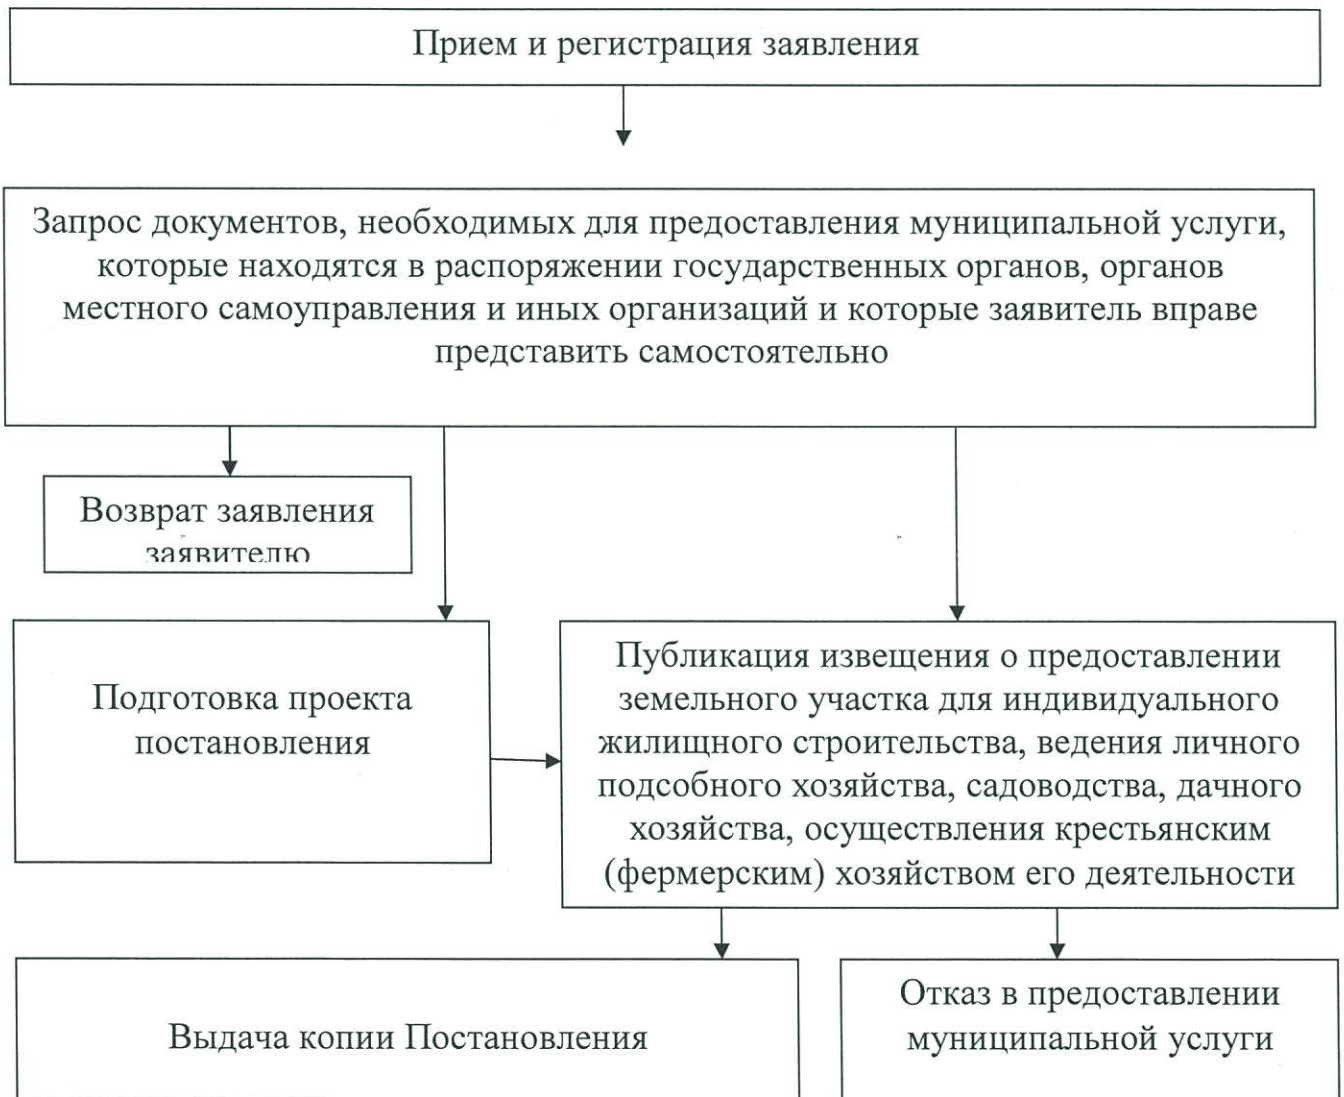 Прием и регистрация заявления
Запрос документов, необходимых для предоставления муниципальной услуги,
которые находятся в распоряжении государственных органов, органов
местного самоуправления и иных организаций и которые заявитель вправе
представить самостоятельно
Возврат заявления
заявителю
Подготовка проекта
постановления
Публикация извещения о предоставлении
земельного участка для индивидуального
жилищного строительства, ведения личного
подсобного хозяйства, садоводства, дачного
хозяйства, осуществления крестьянским
(фермерским) хозяйством его деятельности
Выдача копии Постановления
Отказ в предоставлении
муниципальной услуги